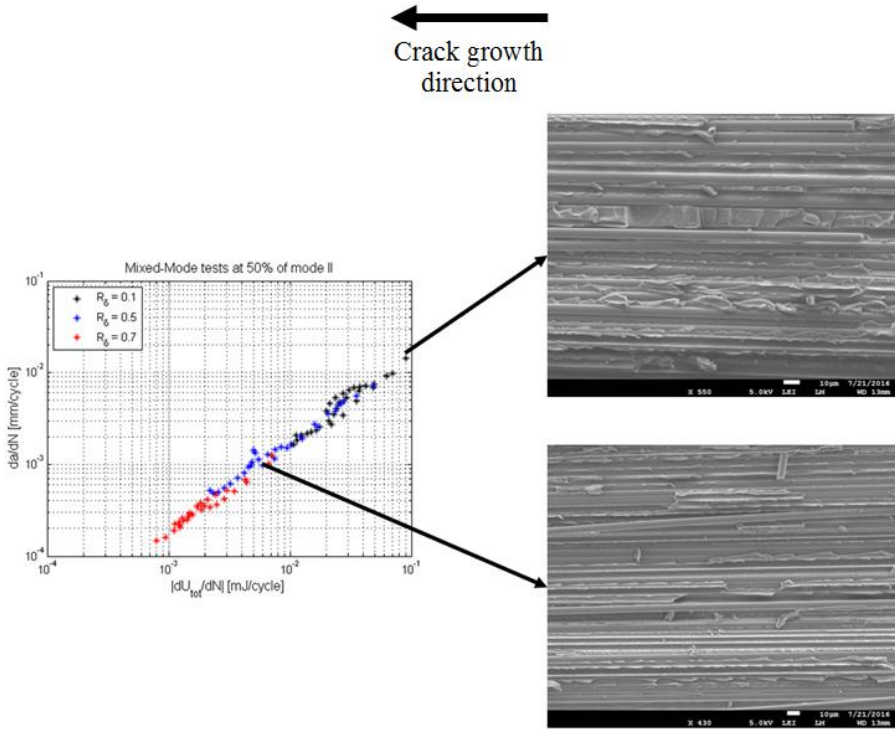 Crack growth
direction
Mixed-Mode tests at 50% of mode II
da/dN [mm/cycle]
10⁻¹
10⁻²
10⁻³
10⁻⁴
R_δ = 0.1
R_δ = 0.5
R_δ = 0.7
10⁻⁴ 10⁻³ 10⁻² 10⁻¹
|dU_tot/dN| [mJ/cycle]
X 550 5.0kV LEI 10µm 7/21/2016 LM WD 13mm
X 430 5.0kV LEI 10µm 7/21/2016 LM WD 13mm